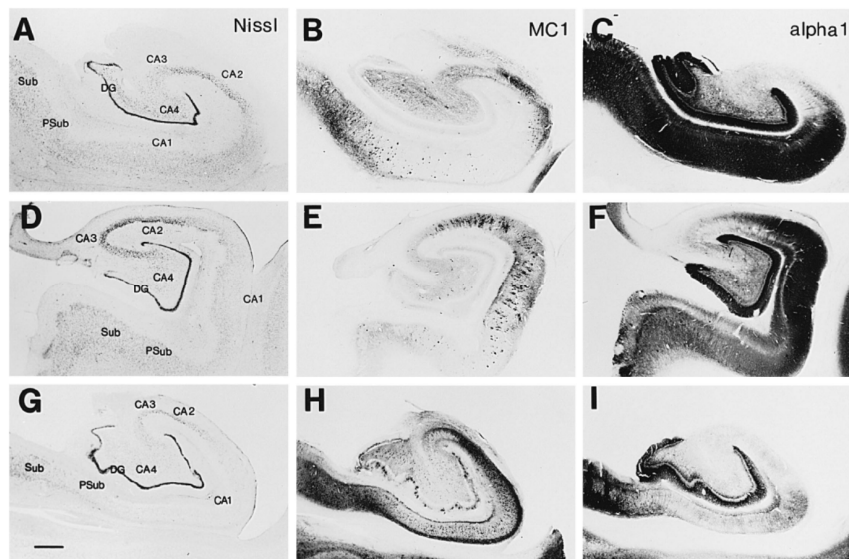 A Nissl
CA3
CA2
Sub
DG
CA4
PSub
CA1
B MC1
C alpha1
D
CA2
CA3
CA4
DG
CA1
Sub
PSub
E
F
G
CA3
CA2
Sub
DG
CA4
PSub
CA1
H
I